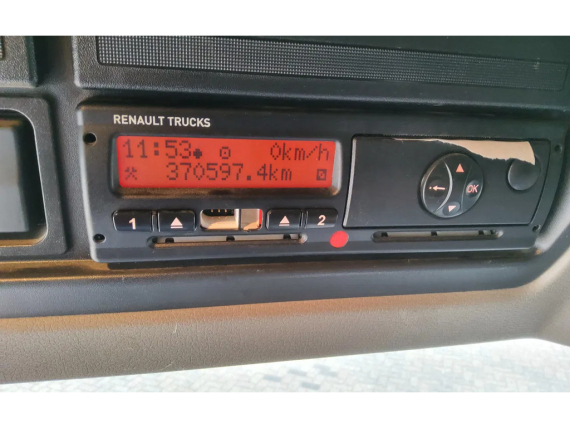 RENAULT TRUCKS
11:53 0km/h
370597.4km
1 2 OK